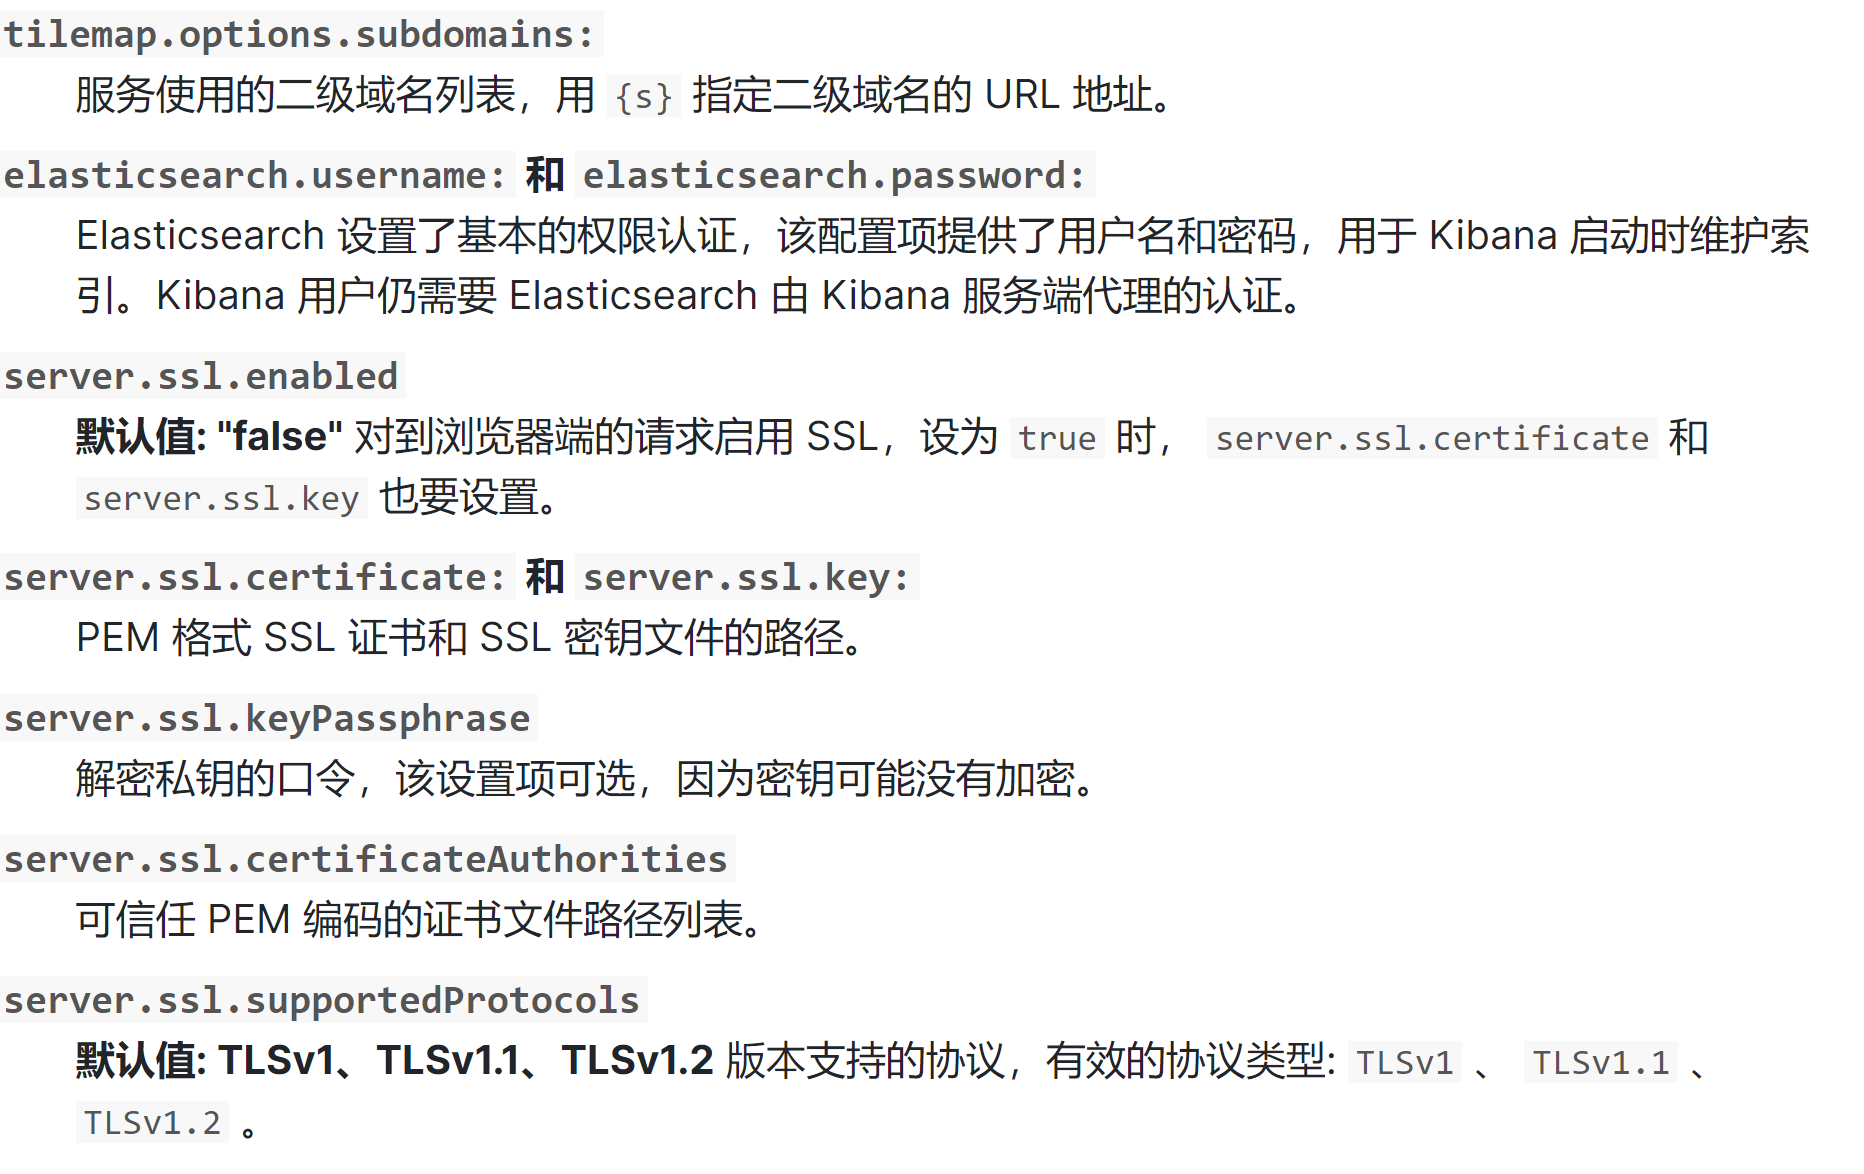 tilemap.options.subdomains:
服务使用的二级域名列表，用 {s} 指定二级域名的 URL 地址。
elasticsearch.username: 和 elasticsearch.password:
Elasticsearch 设置了基本的权限认证，该配置项提供了用户名和密码，用于 Kibana 启动时维护索
引。Kibana 用户仍需要 Elasticsearch 由 Kibana 服务端代理的认证。
server.ssl.enabled
默认值: "false" 对到浏览器端的请求启用 SSL，设为 true 时， server.ssl.certificate 和
server.ssl.key 也要设置。
server.ssl.certificate: 和 server.ssl.key:
PEM 格式 SSL 证书和 SSL 密钥文件的路径。
server.ssl.keyPassphrase
解密私钥的口令，该设置项可选，因为密钥可能没有加密。
server.ssl.certificateAuthorities
可信任 PEM 编码的证书文件路径列表。
server.ssl.supportedProtocols
默认值: TLSv1、TLSv1.1、TLSv1.2 版本支持的协议，有效的协议类型: TLSv1 、 TLSv1.1 、
TLSv1.2 。